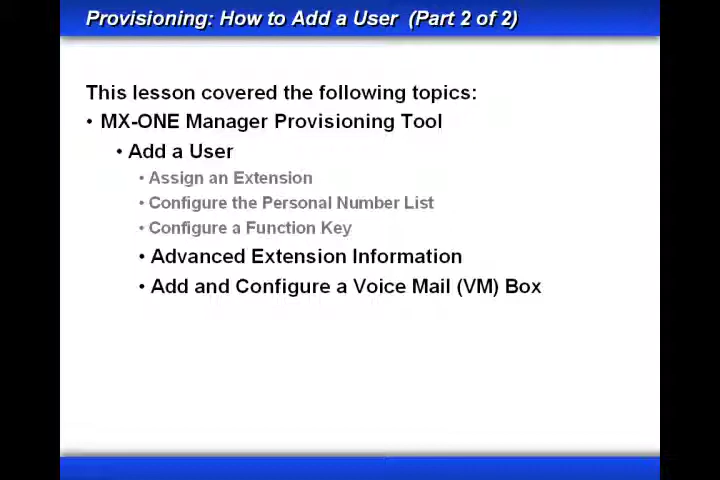 Provisioning: How to Add a User (Part 2 of 2)
This lesson covered the following topics:
• MX-ONE Manager Provisioning Tool
• Add a User
• Assign an Extension
• Configure the Personal Number List
• Configure a Function Key
• Advanced Extension Information
• Add and Configure a Voice Mail (VM) Box